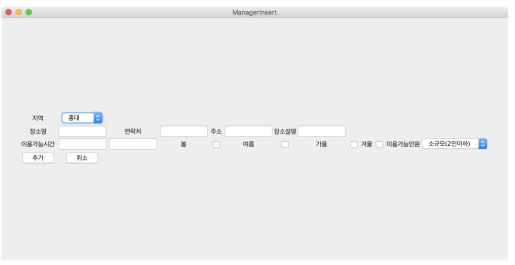 ManagerInsert
지역 홍대
장소명 연락처 주소 장소설명
이용가능시간 봄 여름 가을 겨울 이용가능인원 소규모(2인이하)
추가 취소